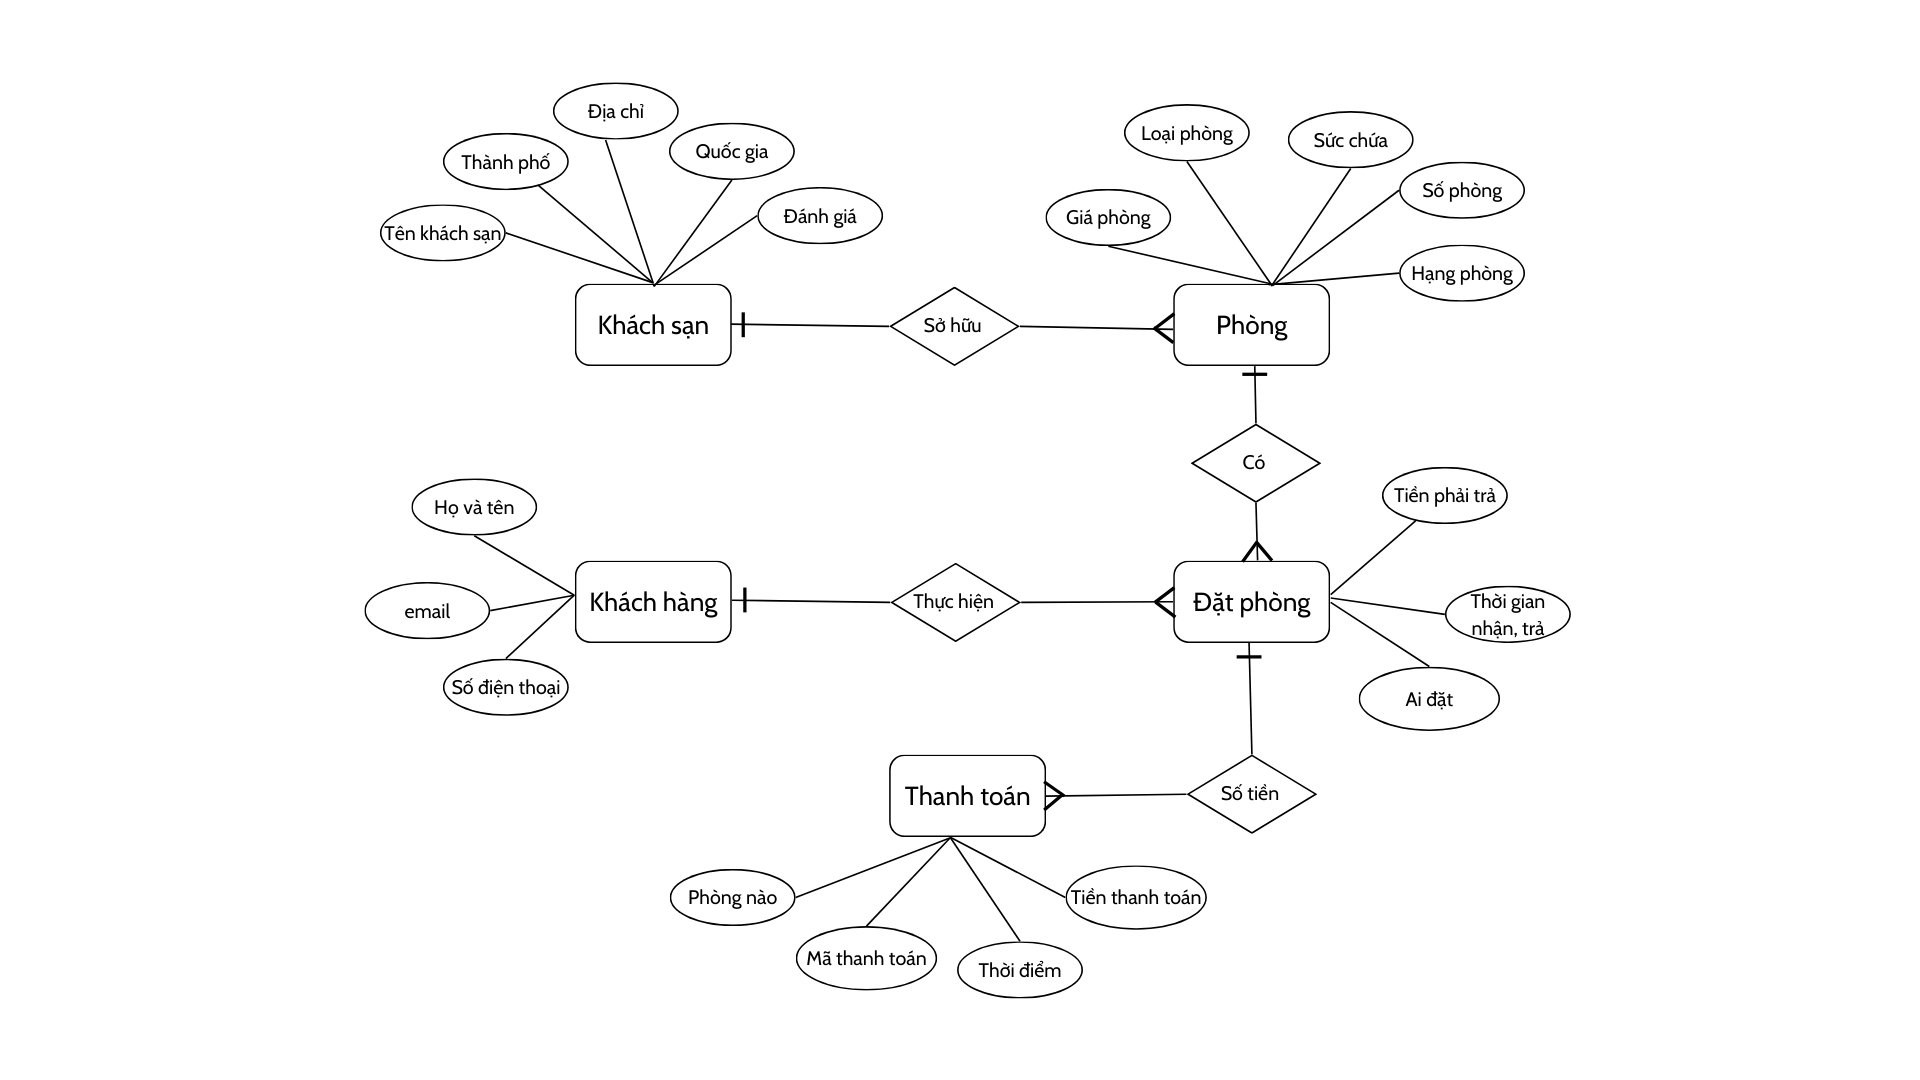 Địa chỉ
Thành phố
Quốc gia
Tên khách sạn
Đánh giá
Khách sạn
Sở hữu
Loại phòng
Sức chứa
Giá phòng
Số phòng
Hạng phòng
Phòng
Có
Họ và tên
email
Số điện thoại
Khách hàng
Thực hiện
Đặt phòng
Tiền phải trả
Thời gian
nhận, trả
Ai đặt
Thanh toán
Số tiền
Phòng nào
Mã thanh toán
Thời điểm
Tiền thanh toán